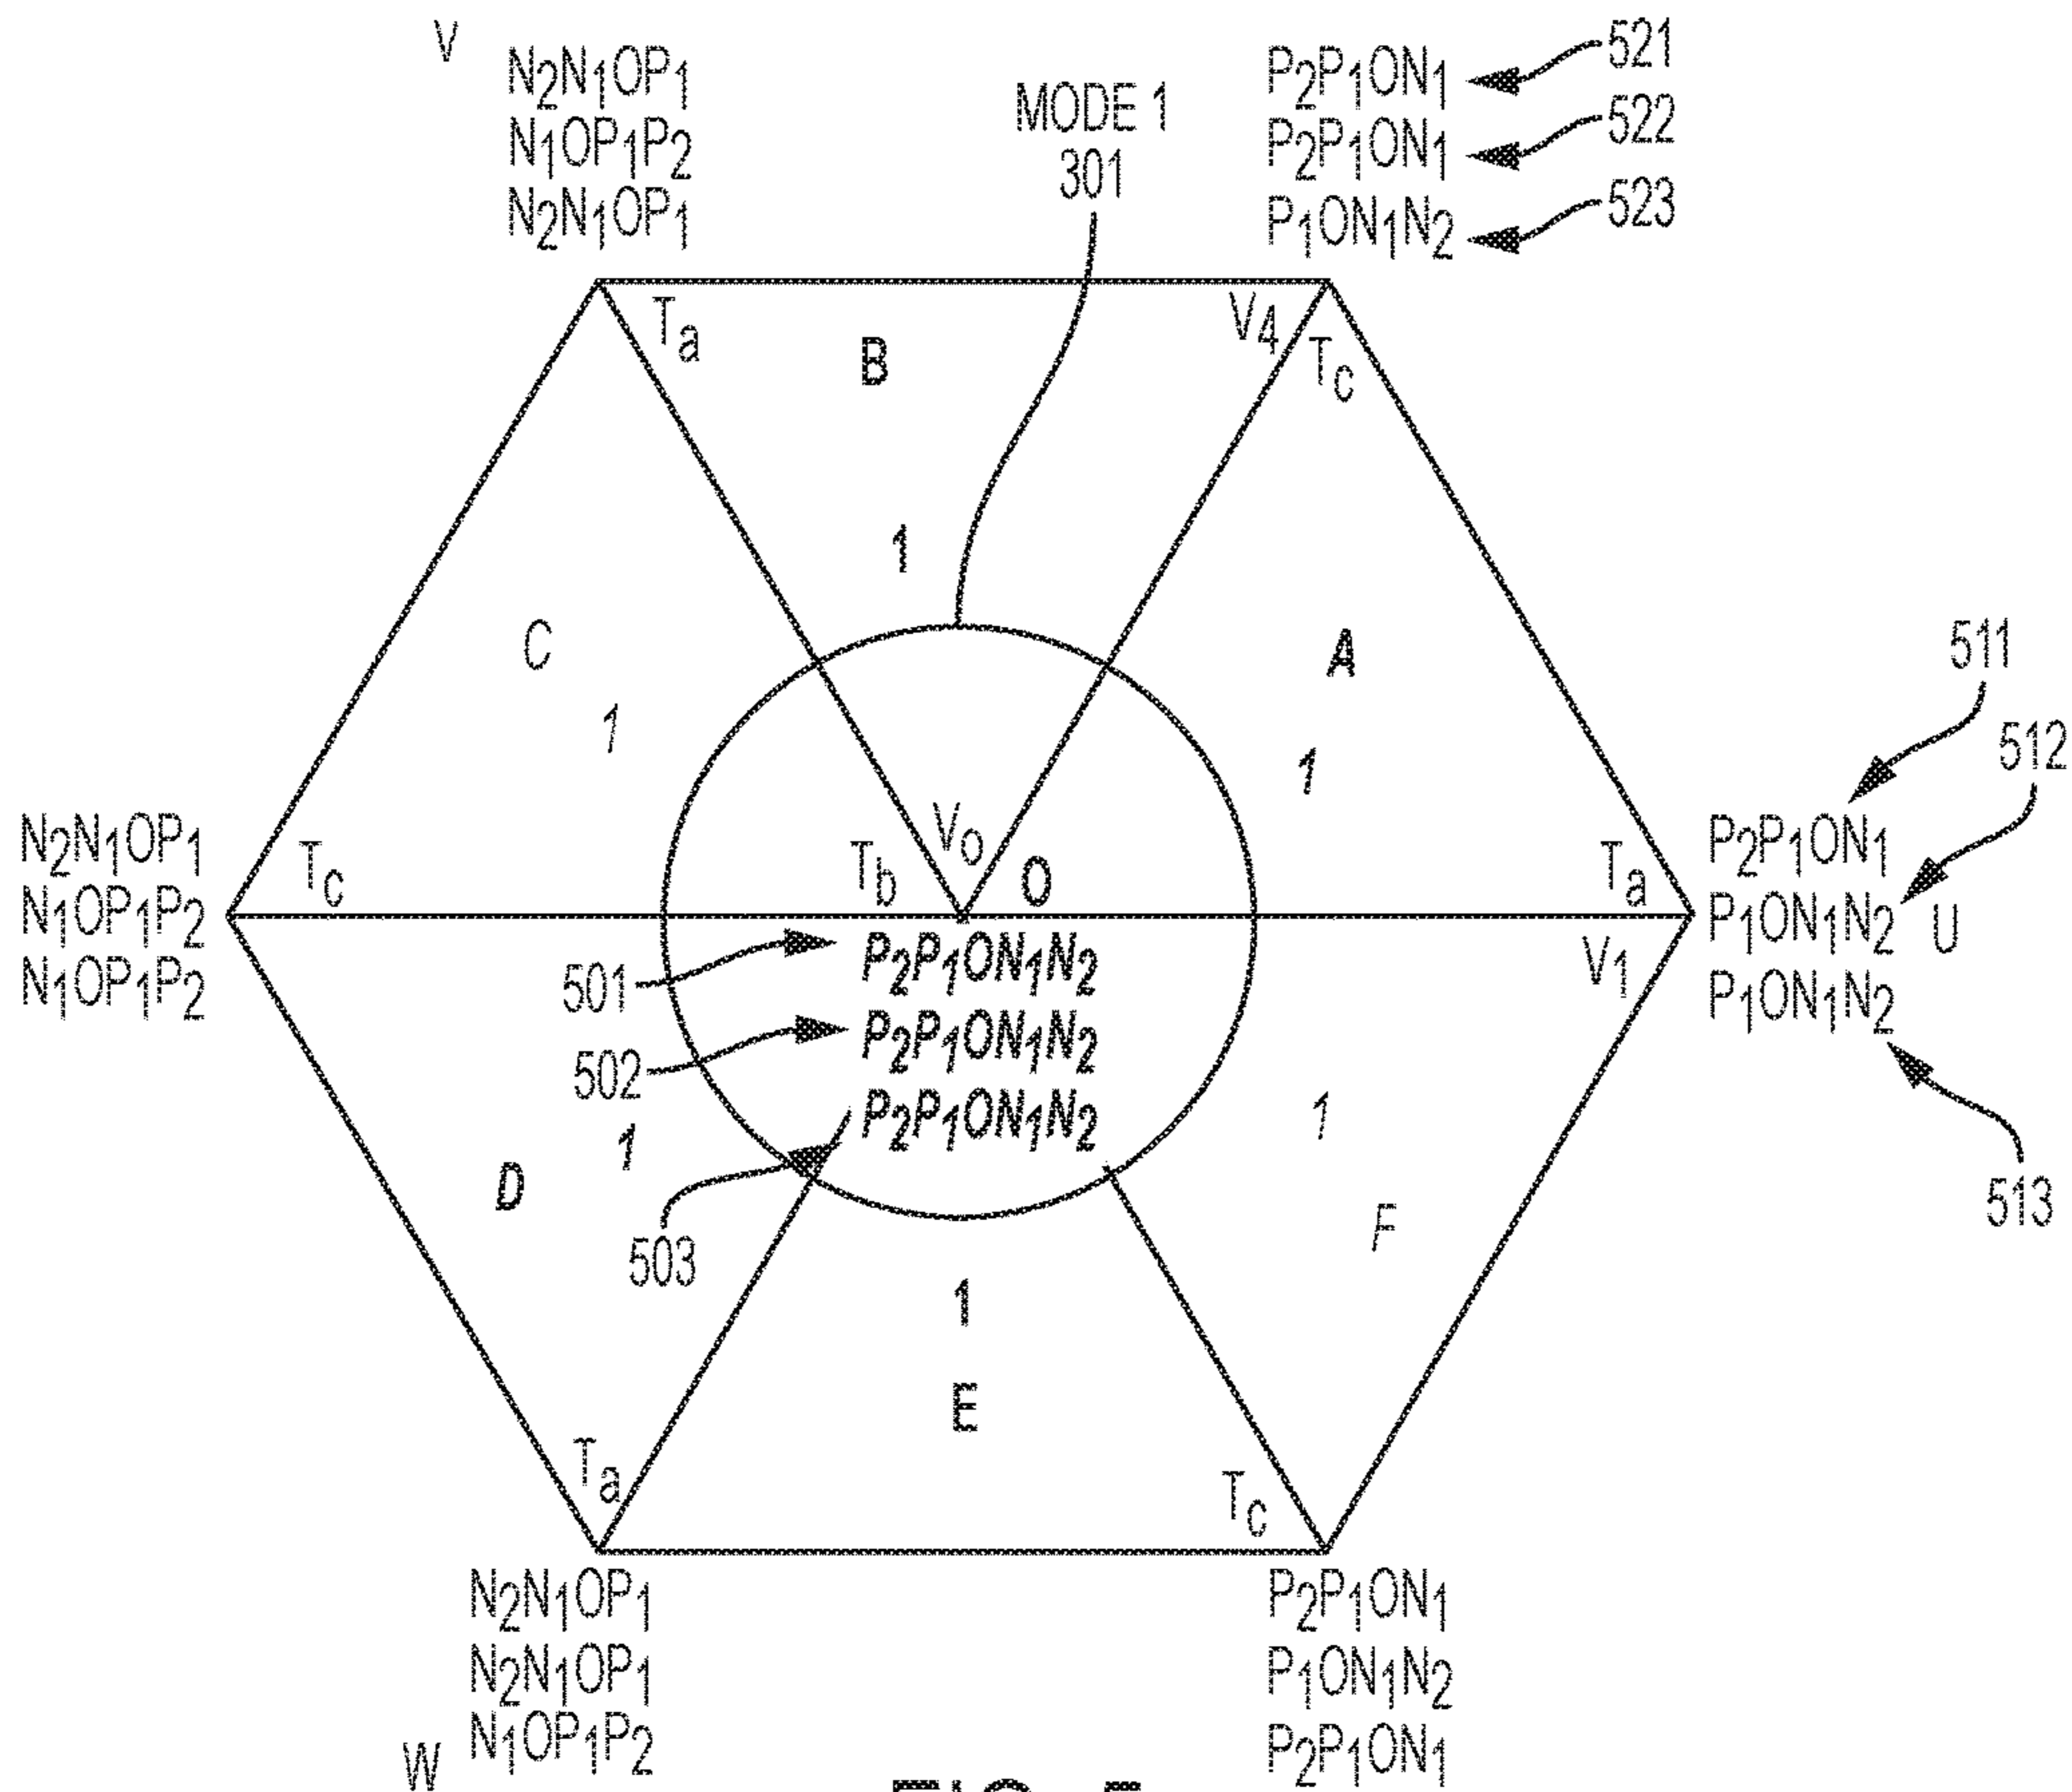 V
N2N1OP1
N1OP1P2
N2N1OP1
MODE 1
301
P2P1ON1
P2P1ON1
P1ON1N2
521
522
523
Ta
B
V4
Tc
1
C
1
A
1
511
512
N2N1OP1
N1OP1P2
N1OP1P2
Tc
Tb
Vo
O
Ta
P2P1ON1
P1ON1N2
P1ON1N2
U
V1
501
P2P1ON1N2
502
P2P1ON1N2
P2P1ON1N2
503
D
1
1
F
513
1
E
Ta
Tc
N2N1OP1
N2N1OP1
N1OP1P2
W
P2P1ON1
P1ON1N2
P2P1ON1